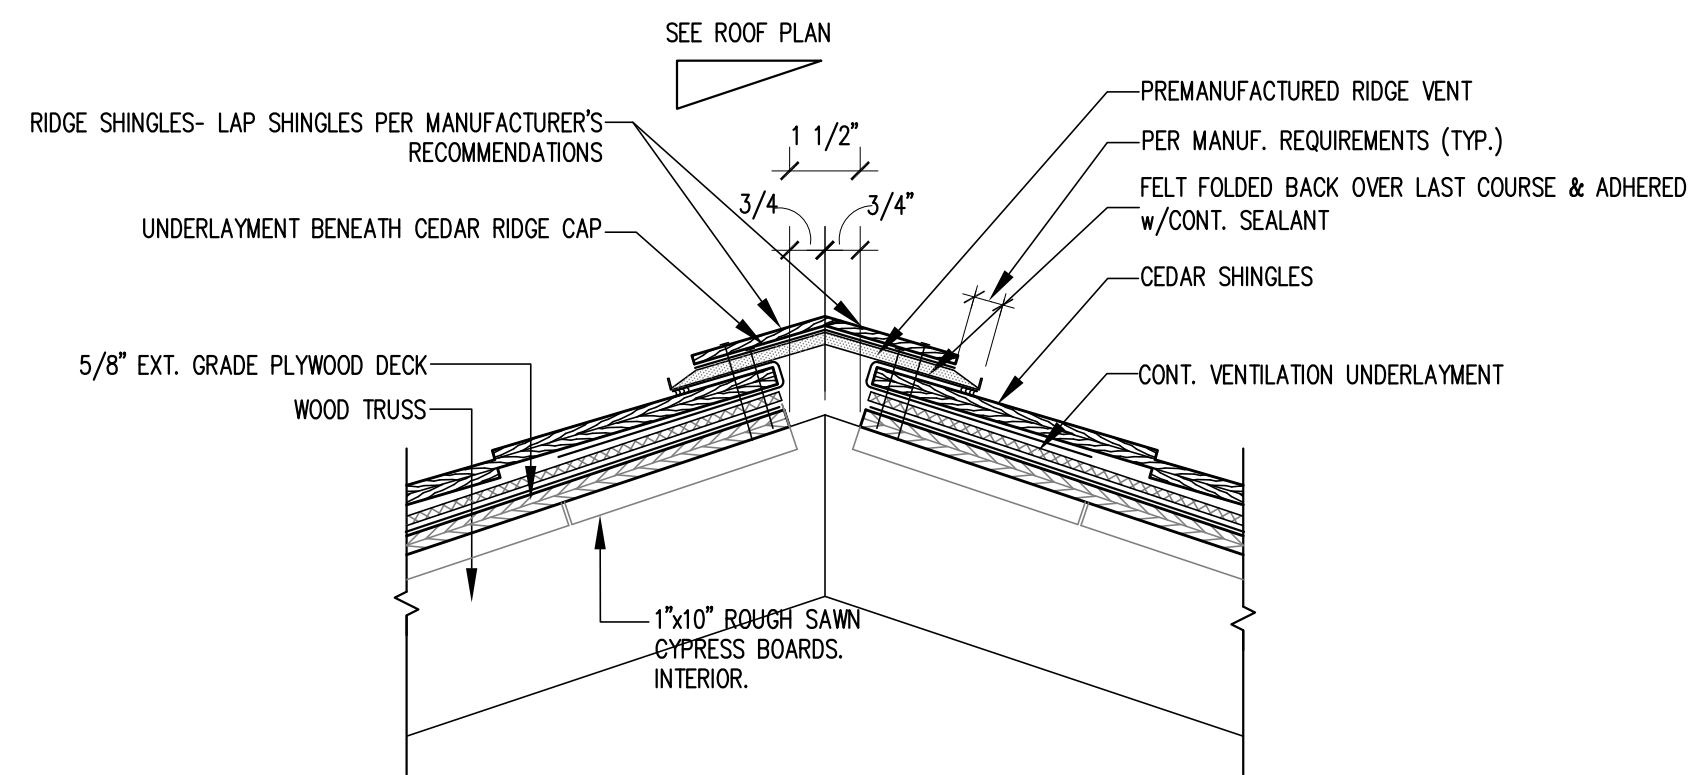 SEE ROOF PLAN
RIDGE SHINGLES- LAP SHINGLES PER MANUFACTURER'S
RECOMMENDATIONS
UNDERLAYMENT BENEATH CEDAR RIDGE CAP
5/8" EXT. GRADE PLYWOOD DECK
WOOD TRUSS
1 1/2"
3/4
3/4"
PREMANUFACTURED RIDGE VENT
PER MANUF. REQUIREMENTS (TYP.)
FELT FOLDED BACK OVER LAST COURSE & ADHERED
w/CONT. SEALANT
CEDAR SHINGLES
CONT. VENTILATION UNDERLAYMENT
1"x10" ROUGH SAWN
CYPRESS BOARDS.
INTERIOR.